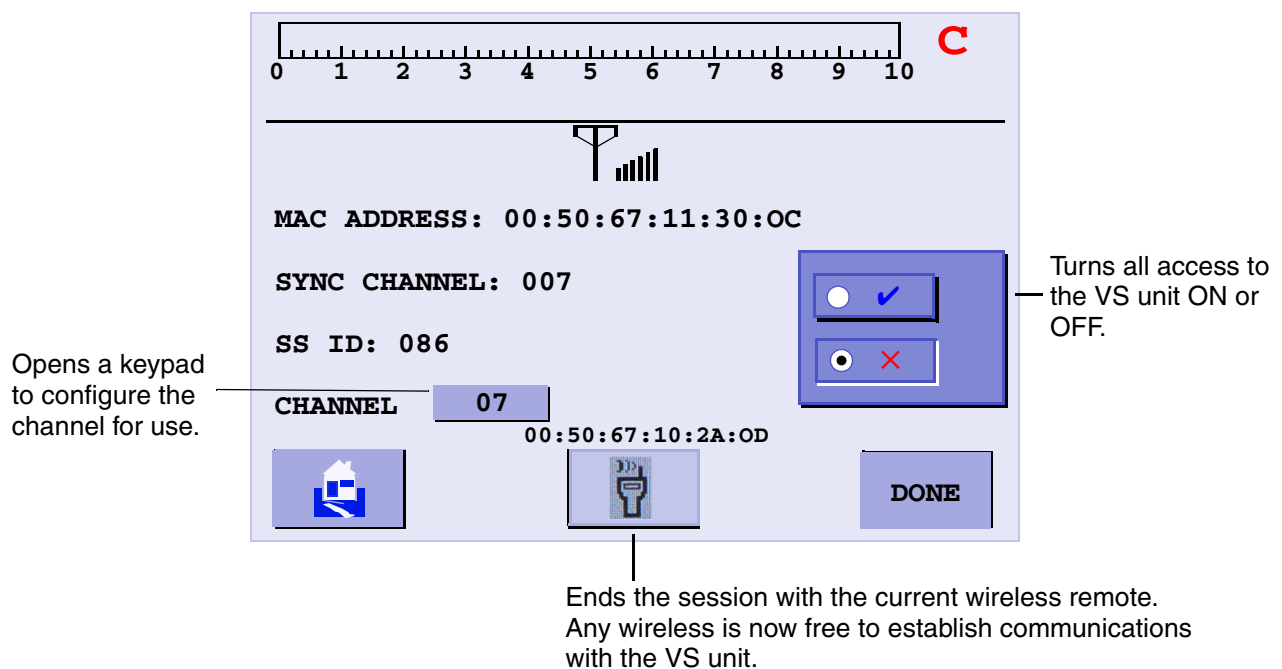 C
0 1 2 3 4 5 6 7 8 9 10
MAC ADDRESS: 00:50:67:11:30:OC
SYNC CHANNEL: 007
SS ID: 086
CHANNEL 07
00:50:67:10:2A:OD
DONE
Turns all access to
the VS unit ON or
OFF.
Opens a keypad
to configure the
channel for use.
Ends the session with the current wireless remote.
Any wireless is now free to establish communications
with the VS unit.